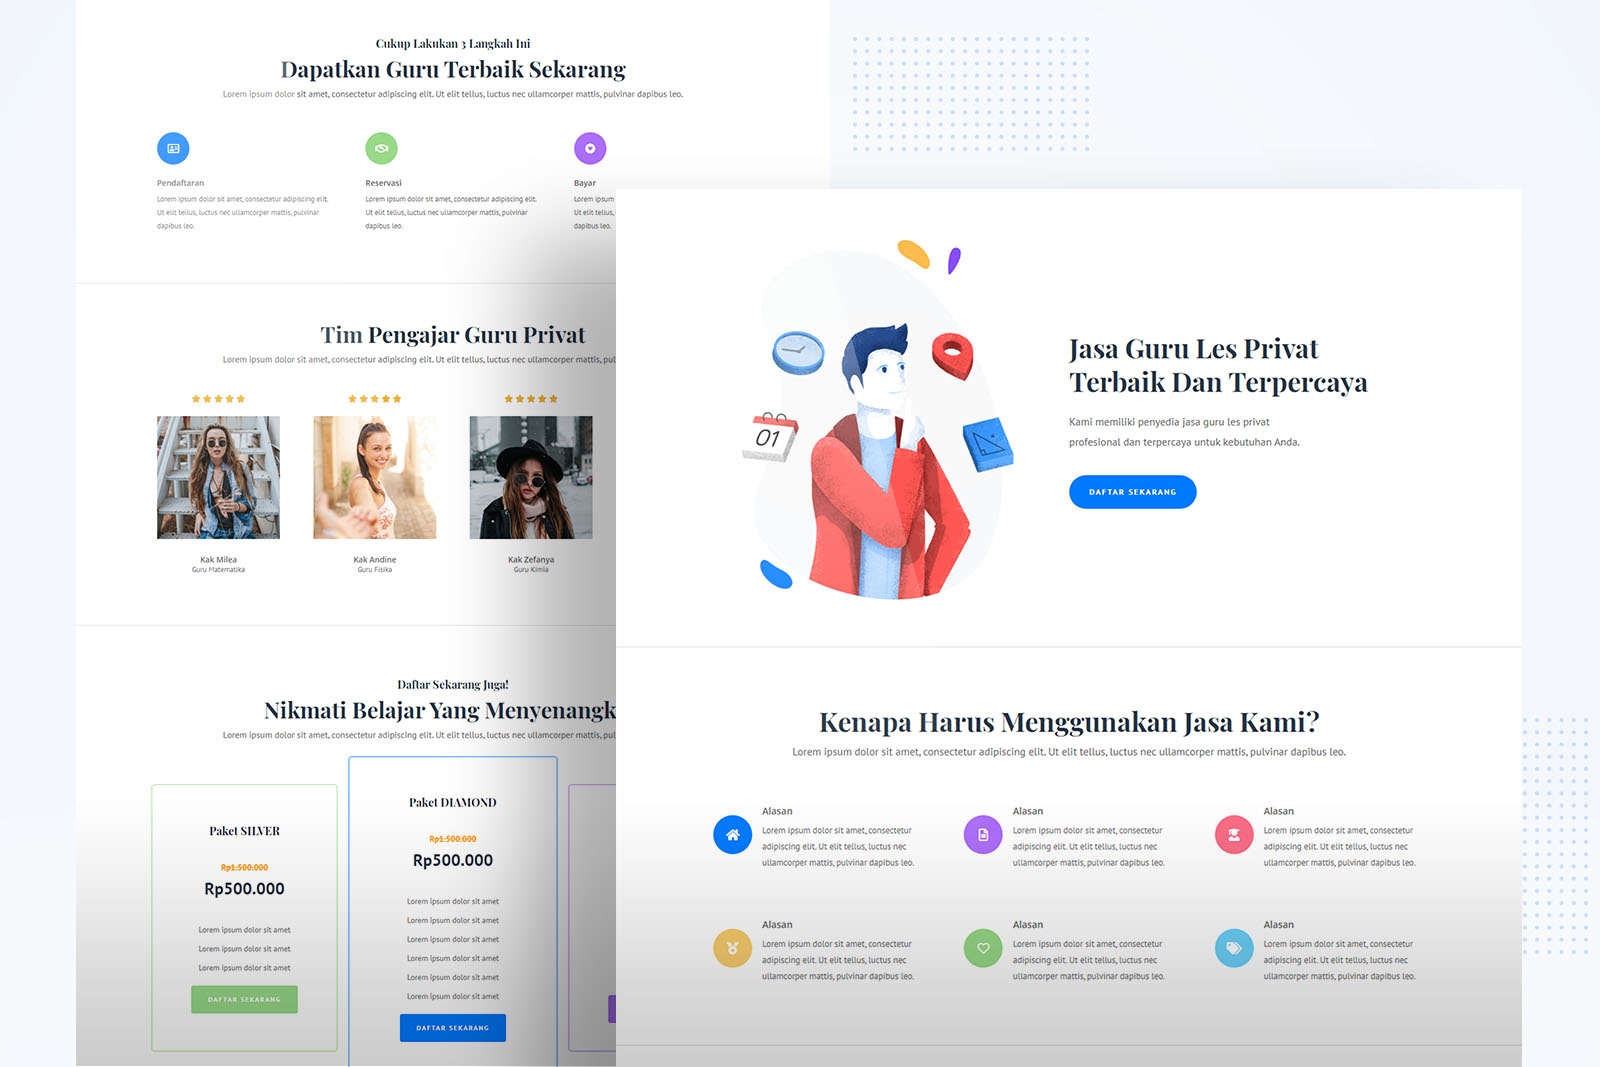 Cukup Lakukan 3 Langkah Ini
Dapatkan Guru Terbaik Sekarang
Lorem ipsum dolor sit amet, consectetur adipiscing elit. Ut elit tellus, luctus nec ullamcorper mattis, pulvinar dapibus leo.
Pendaftaran
Lorem ipsum dolor sit amet, consectetur adipiscing elit.
Ut elit tellus, luctus nec ullamcorper mattis, pulvinar
dapibus leo.
Reservasi
Lorem ipsum dolor sit amet, consectetur adipiscing elit.
Ut elit tellus, luctus nec ullamcorper mattis, pulvinar
dapibus leo.
Bayar
Lorem ipsum
Ut elit tellus,
dapibus leo.
Tim Pengajar Guru Privat
Lorem ipsum dolor sit amet, consectetur adipiscing elit. Ut elit tellus, luctus nec ullamcorper mattis, pul
Kak Milea
Guru Matematika
Kak Andine
Guru Fisika
Kak Zefanya
Guru Kimia
Daftar Sekarang Juga!
Nikmati Belajar Yang Menyenangk
Lorem ipsum dolor sit amet, consectetur adipiscing elit. Ut elit tellus, luctus nec ullamcorper mattis, pul
Paket SILVER
Rp1.500.000
Rp500.000
Lorem ipsum dolor sit amet
Lorem ipsum dolor sit amet
Lorem ipsum dolor sit amet
DAFTAR SEKARANG
Paket DIAMOND
Rp1.500.000
Rp500.000
Lorem ipsum dolor sit amet
Lorem ipsum dolor sit amet
Lorem ipsum dolor sit amet
Lorem ipsum dolor sit amet
Lorem ipsum dolor sit amet
Lorem ipsum dolor sit amet
DAFTAR SEKARANG
01
Jasa Guru Les Privat
Terbaik Dan Terpercaya
Kami memiliki penyedia jasa guru les privat
profesional dan terpercaya untuk kebutuhan Anda.
DAFTAR SEKARANG
Kenapa Harus Menggunakan Jasa Kami?
Lorem ipsum dolor sit amet, consectetur adipiscing elit. Ut elit tellus, luctus nec ullamcorper mattis, pulvinar dapibus leo.
Alasan
Lorem ipsum dolor sit amet, consectetur
adipiscing elit. Ut elit tellus, luctus nec
ullamcorper mattis, pulvinar dapibus leo.
Alasan
Lorem ipsum dolor sit amet, consectetur
adipiscing elit. Ut elit tellus, luctus nec
ullamcorper mattis, pulvinar dapibus leo.
Alasan
Lorem ipsum dolor sit amet, consectetur
adipiscing elit. Ut elit tellus, luctus nec
ullamcorper mattis, pulvinar dapibus leo.
Alasan
Lorem ipsum dolor sit amet, consectetur
adipiscing elit. Ut elit tellus, luctus nec
ullamcorper mattis, pulvinar dapibus leo.
Alasan
Lorem ipsum dolor sit amet, consectetur
adipiscing elit. Ut elit tellus, luctus nec
ullamcorper mattis, pulvinar dapibus leo.
Alasan
Lorem ipsum dolor sit amet, consectetur
adipiscing elit. Ut elit tellus, luctus nec
ullamcorper mattis, pulvinar dapibus leo.